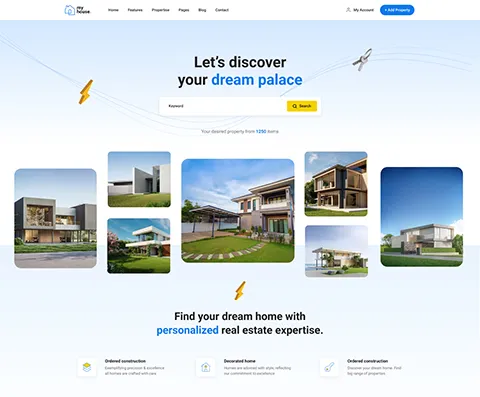 my
house.
Home
Features
Properties
Pages
Blog
Contact
My Account
+ Add Property
Let's discover
your dream palace
Keyword
Search
Your desired property from 1250 items
Find your dream home with
personalized real estate expertise.
Ordered construction
Exemplifying precision & excellence
all homes are crafted with care
Decorated home
Homes are adorned with style, reflecting
our commitment to excellence
Ordered construction
Discover your dream home. Find
top range of properties.